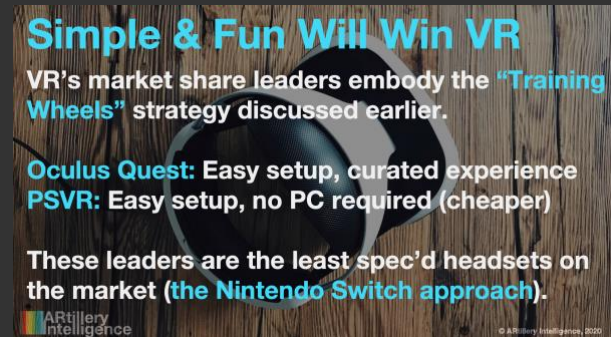 Simple & Fun Will Win VR
VR's market share leaders embody the “Training
Wheels” strategy discussed earlier.
Oculus Quest: Easy setup, curated experience
PSVR: Easy setup, no PC required (cheaper)
These leaders are the least spec'd headsets on
the market (the Nintendo Switch approach).
ARtillery
Intelligence
© ARtillery Intelligence, 2020